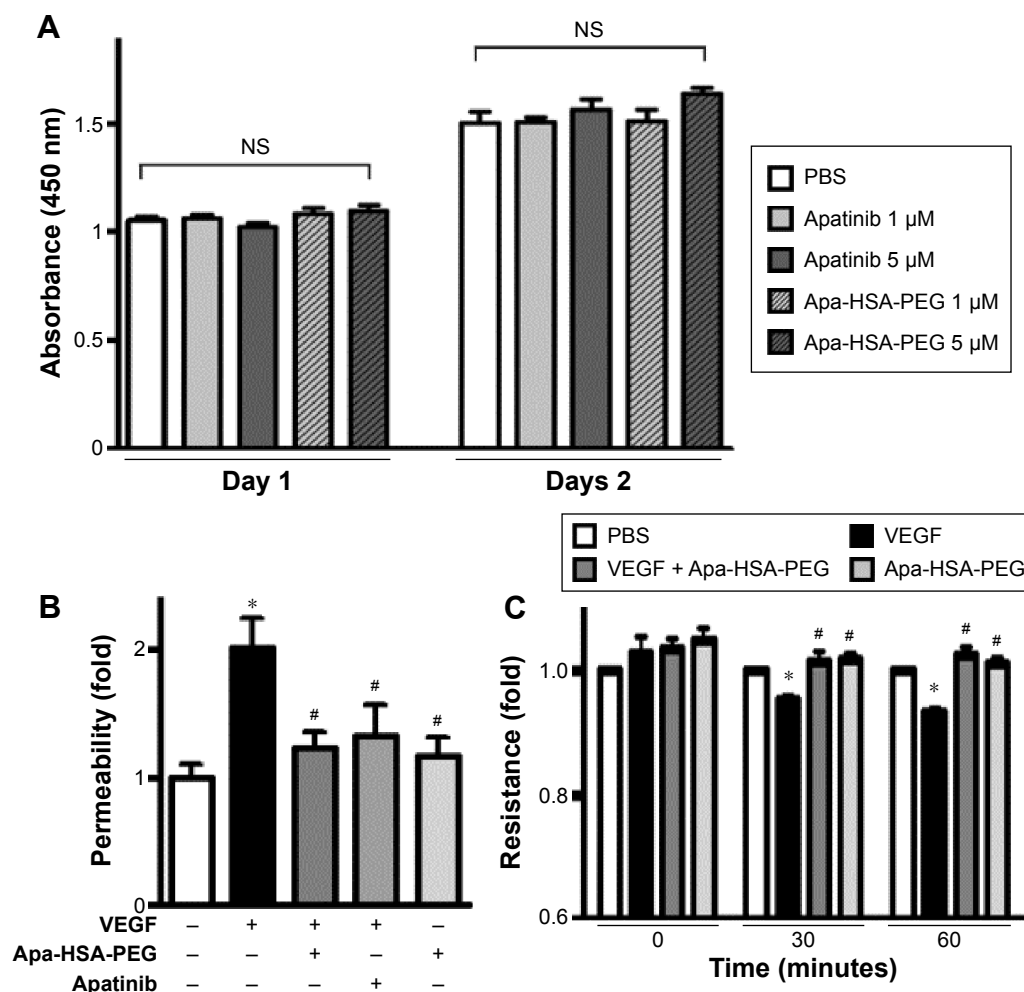 A
NS
NS
Absorbance (450 nm)
1.5
1
0.5
0
Day 1
Days 2
PBS
Apatinib 1 µM
Apatinib 5 µM
Apa-HSA-PEG 1 µM
Apa-HSA-PEG 5 µM
B
Permeability (fold)
2
1
0
*
#
#
#
VEGF – + + + –
Apa-HSA-PEG – – + – +
Apatinib – – – + –
PBS VEGF
VEGF + Apa-HSA-PEG Apa-HSA-PEG
C
Resistance (fold)
1.0
0.8
0.6
*
#
#
*
#
#
0 30 60
Time (minutes)